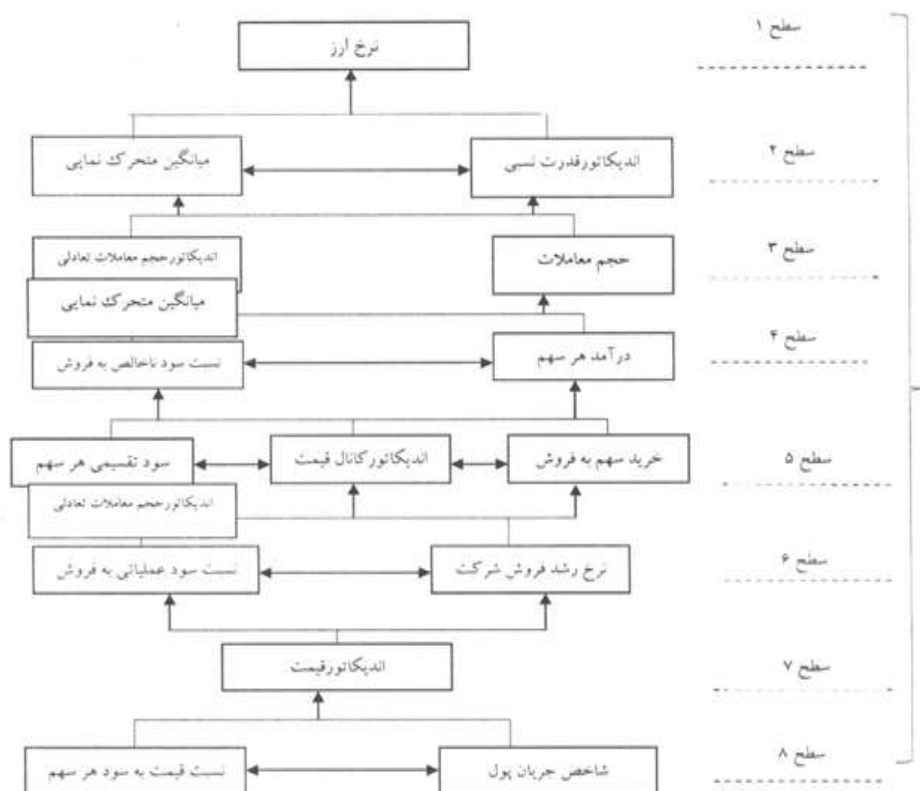 نرخ ارز
سطح ۱
میانگین متحرک نمایی
اندیکاتورقدرت نسبی
سطح ۲
اندیکاتورحجم معاملات تعادلی
حجم معاملات
سطح ۳
میانگین متحرک نمایی
نسبت سود ناخالص به فروش
درآمد هر سهم
سطح ۴
سود تقسیمی هر سهم
اندیکاتورکانال قیمت
خرید سهم به فروش
سطح ۵
اندیکاتورحجم معاملات تعادلی
نسبت سود عملیاتی به فروش
نرخ رشد فروش شرکت
سطح ۶
اندیکاتورقیمت
سطح ۷
نسبت قیمت به سود هر سهم
شاخص جریان پول
سطح ۸